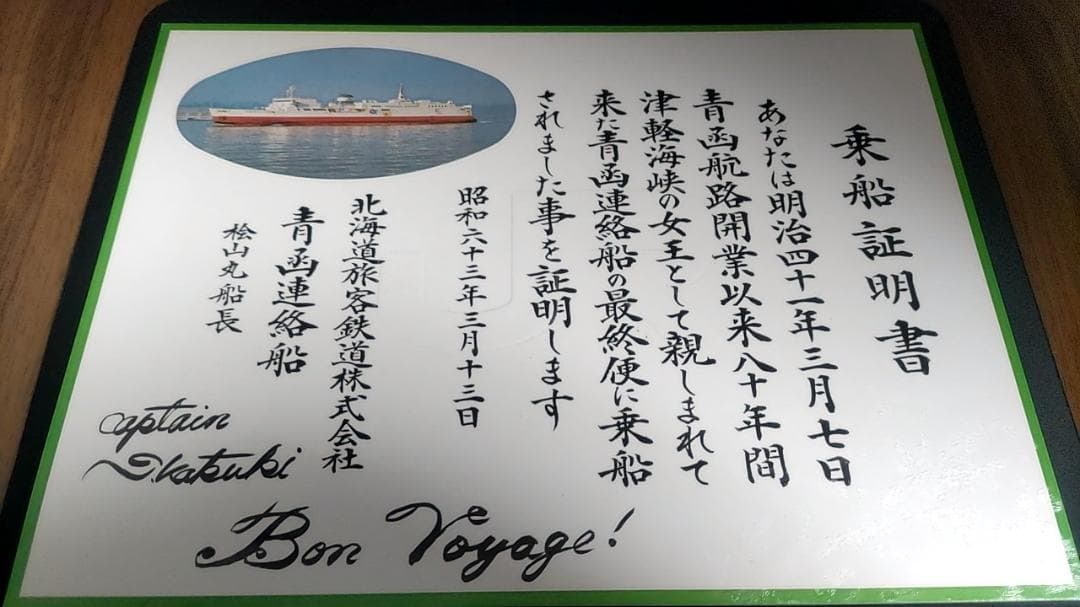 乗船証明書
あなたは明治四十一年三月七日
青函航路開業以来八十年間
津軽海峡の女王として親しまれて
来た青函連絡船の最終便に乗船
されました事を証明します
昭和六十三年三月十三日
北海道旅客鉄道株式会社
青函連絡船
桧山丸船長
Captain
Bon Voyage!